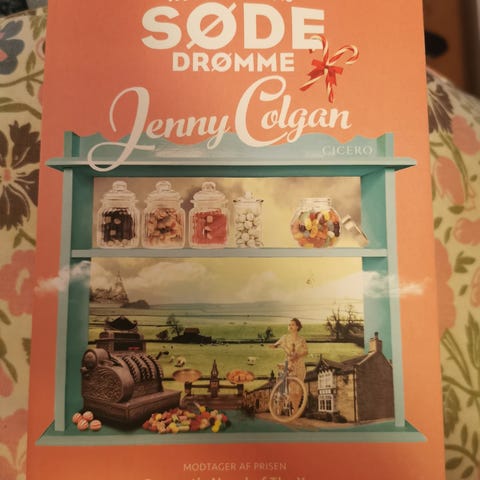 SØDE
DRØMME
Jenny Colgan
CICERO
MODTAGER AF PRISEN